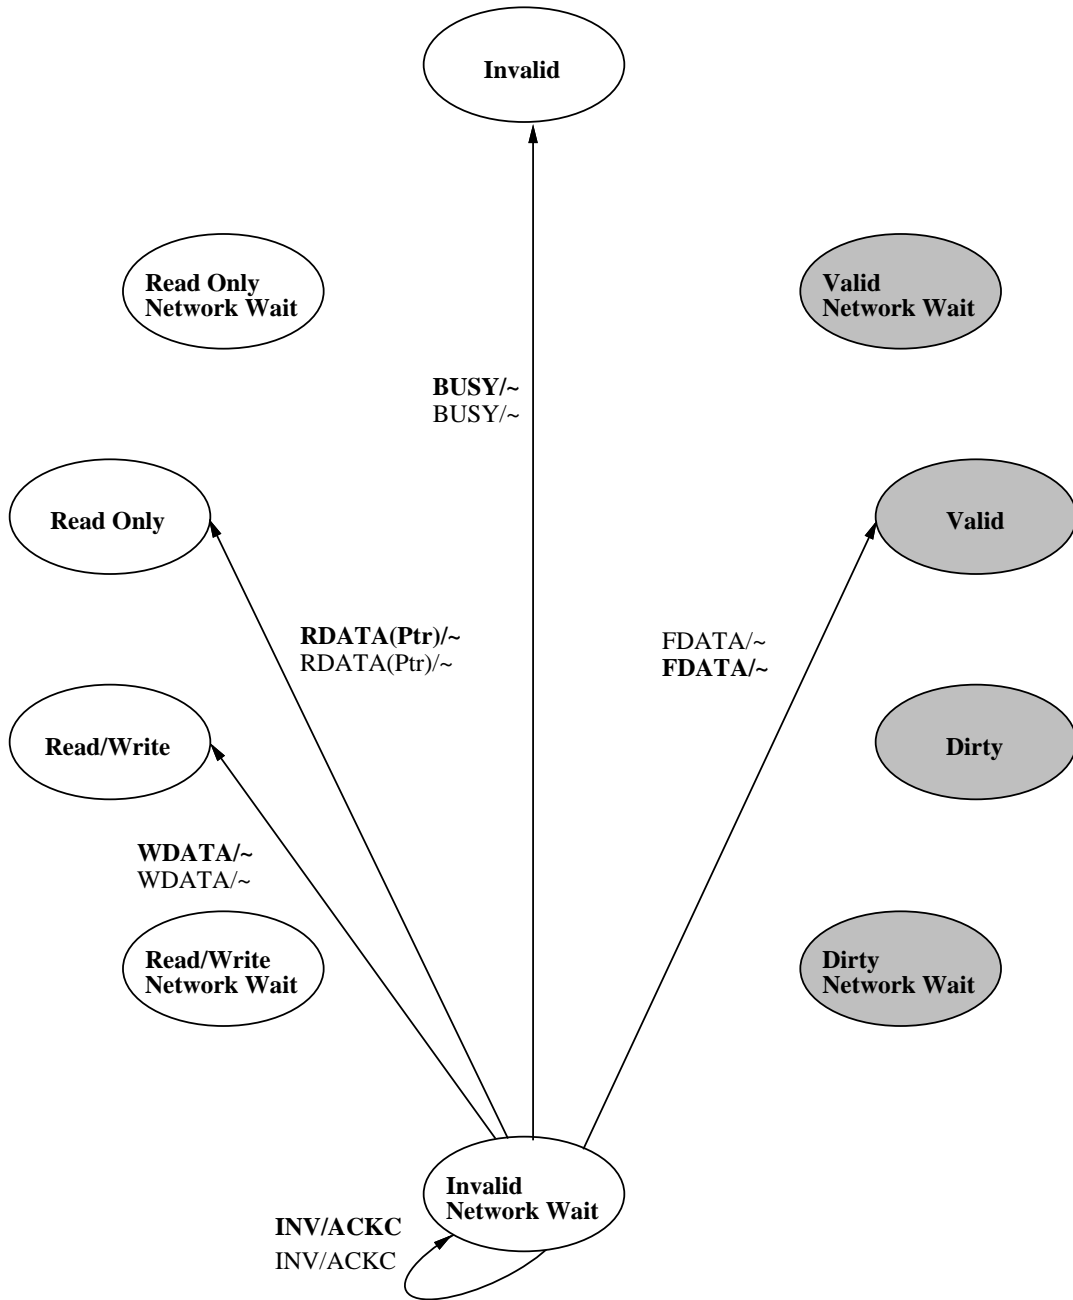 Invalid
Read Only
Network Wait
Valid
Network Wait
BUSY/~
BUSY/~
Read Only
Valid
RDATA(Ptr)/~
RDATA(Ptr)/~
FDATA/~
FDATA/~
Read/Write
Dirty
WDATA/~
WDATA/~
Read/Write
Network Wait
Dirty
Network Wait
Invalid
Network Wait
INV/ACKC
INV/ACKC